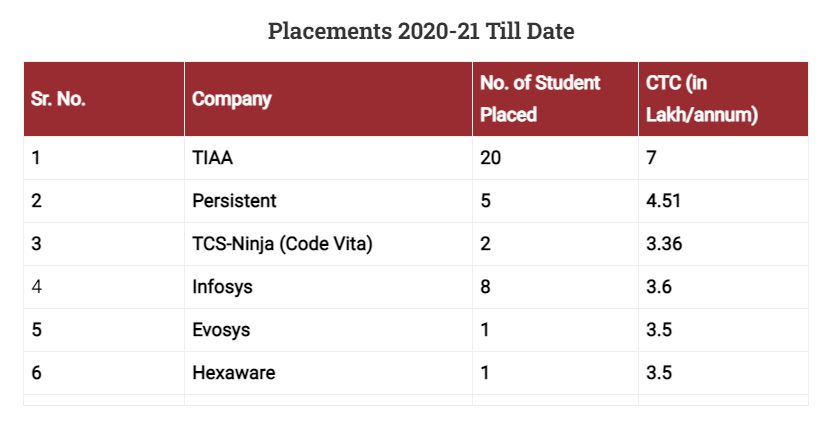 Placements 2020-21 Till Date
Sr. No. Company No. of Student Placed CTC (in Lakh/annum)
1 TIAA 20 7
2 Persistent 5 4.51
3 TCS-Ninja (Code Vita) 2 3.36
4 Infosys 8 3.6
5 Evosys 1 3.5
6 Hexaware 1 3.5